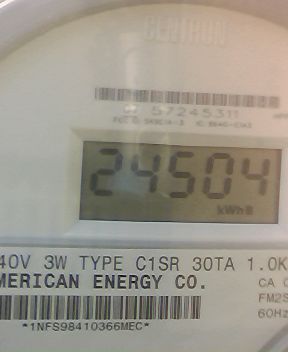 CENTRON
57245311
24504
kWh
40V 3W TYPE C1SR 30TA 1.0K
MERICAN ENERGY CO.
CA
FM2S
60Hz
*1NFS98410366MEC*